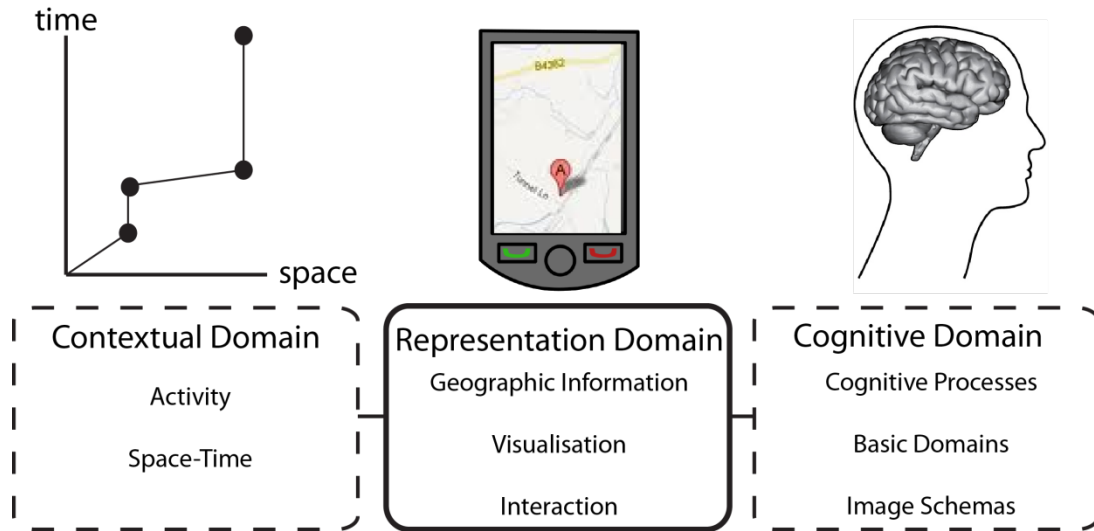 time
space
B4362
Tunnel Ln
A
Contextual Domain
Activity
Space-Time
Representation Domain
Geographic Information
Visualisation
Interaction
Cognitive Domain
Cognitive Processes
Basic Domains
Image Schemas